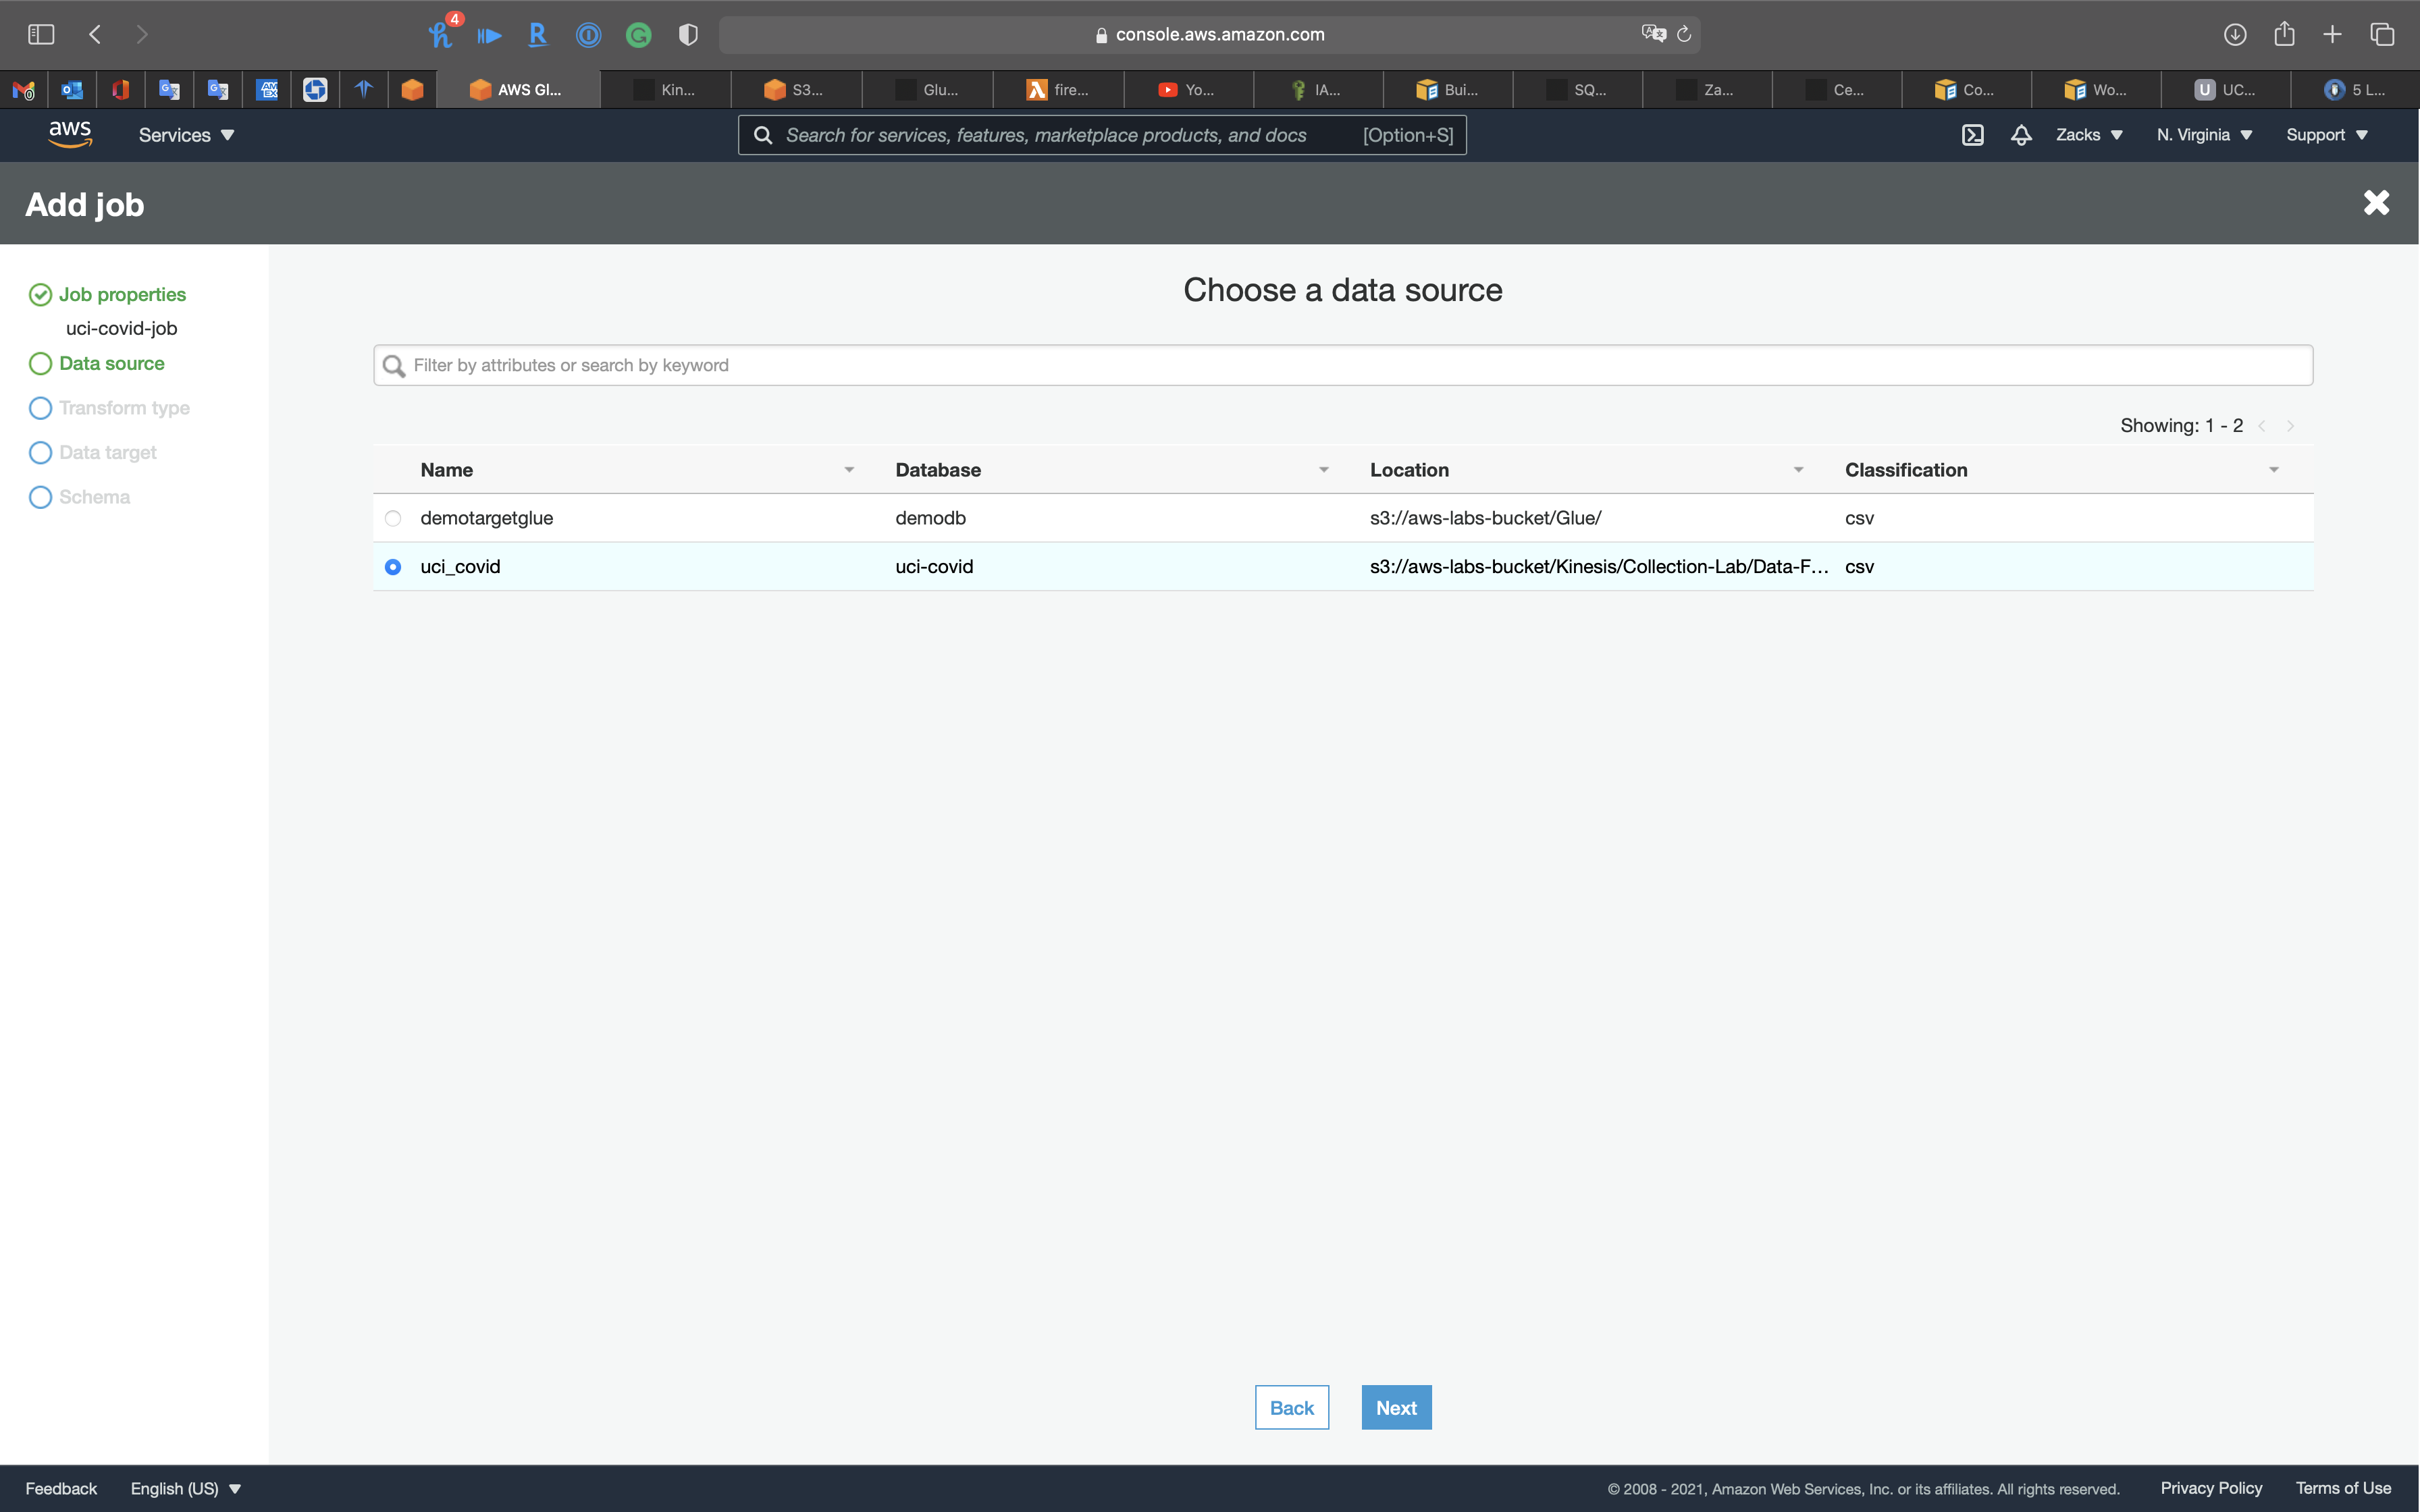 4
console.aws.amazon.com
AWS Gl... Kin... S3... Glu... fire... Yo... IA... Bui... SQ... Za... Ce... Co... Wo... UC... 5 L...
aws Services Search for services, features, marketplace products, and docs [Option+S] Zacks N. Virginia Support
Add job
Job properties
uci-covid-job
Data source
Transform type
Data target
Schema
Choose a data source
Filter by attributes or search by keyword
Showing: 1 - 2
Name Database Location Classification
demotargetglue demodb s3://aws-labs-bucket/Glue/ csv
uci_covid uci-covid s3://aws-labs-bucket/Kinesis/Collection-Lab/Data-F... csv
Back Next
Feedback English (US) © 2008 - 2021, Amazon Web Services, Inc. or its affiliates. All rights reserved. Privacy Policy Terms of Use